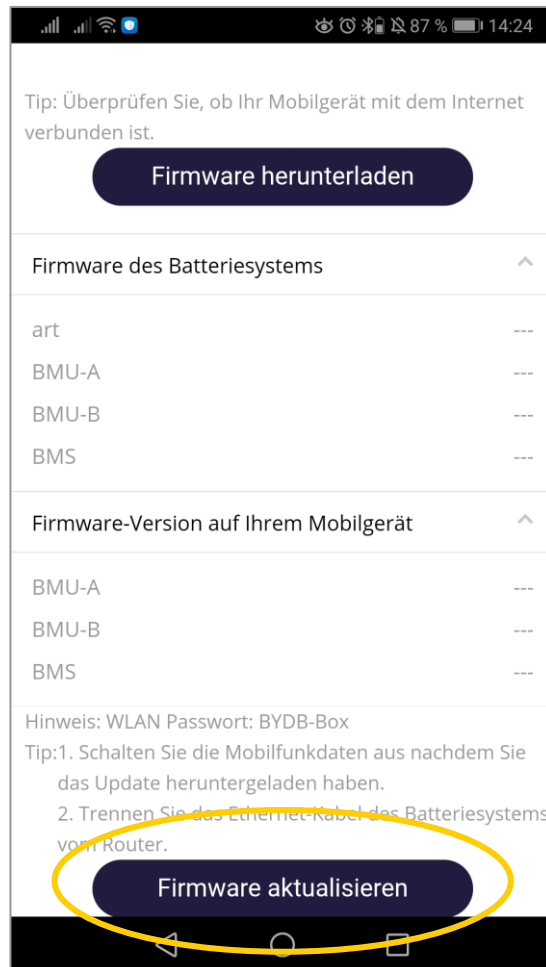 87 % 14:24
Tip: Überprüfen Sie, ob Ihr Mobilgerät mit dem Internet
verbunden ist.
Firmware herunterladen
Firmware des Batteriesystems
art ---
BMU-A ---
BMU-B ---
BMS ---
Firmware-Version auf Ihrem Mobilgerät
BMU-A ---
BMU-B ---
BMS ---
Hinweis: WLAN Passwort: BYDB-Box
Tip:1. Schalten Sie die Mobilfunkdaten aus nachdem Sie
das Update heruntergeladen haben.
2. Trennen Sie das Ethernet-Kabel des Batteriesystems
vom Router.
Firmware aktualisieren